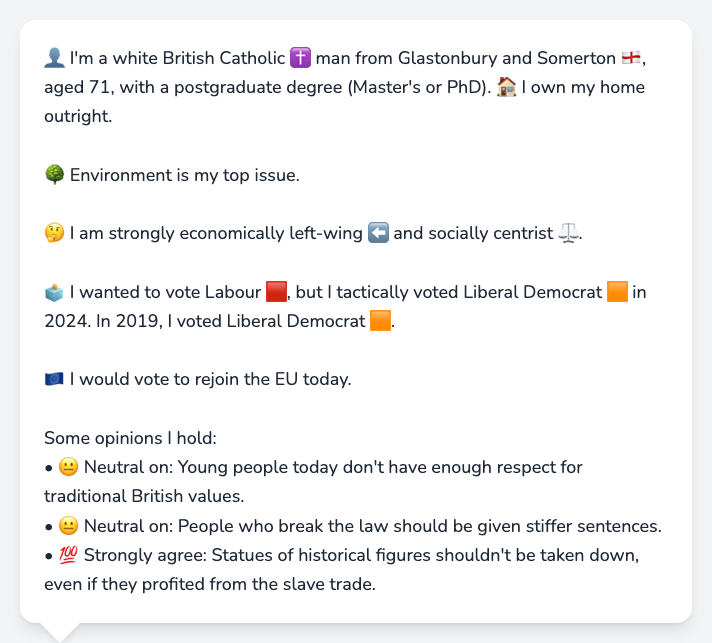 👤 I'm a white British Catholic ✝️ man from Glastonbury and Somerton 🏴󠁧󠁢󠁥󠁮󠁧󠁿,
aged 71, with a postgraduate degree (Master's or PhD). 🏠 I own my home
outright.
🌳 Environment is my top issue.
🤔 I am strongly economically left-wing ⬅️ and socially centrist ⚖️.
🗳️ I wanted to vote Labour 🟥, but I tactically voted Liberal Democrat 🟧 in
2024. In 2019, I voted Liberal Democrat 🟧.
🇪🇺 I would vote to rejoin the EU today.
Some opinions I hold:
• 😐 Neutral on: Young people today don't have enough respect for
traditional British values.
• 😐 Neutral on: People who break the law should be given stiffer sentences.
• 💯 Strongly agree: Statues of historical figures shouldn't be taken down,
even if they profited from the slave trade.